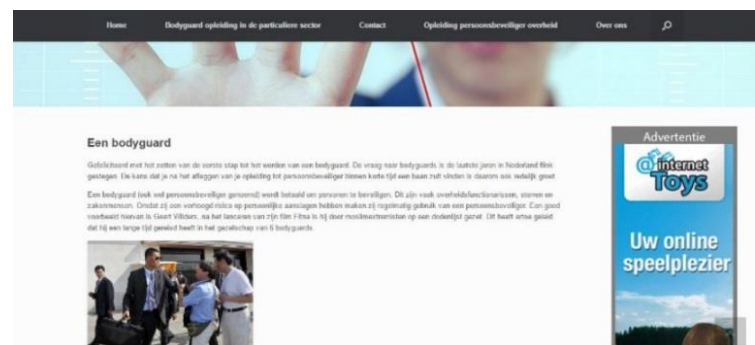 Home Bodyguard opleiding in de particuliere sector Contact Opleiding persoonsbeveiliger overheid Over ons
Een bodyguard
Gefeliciteerd met het zetten van de eerste stap tot het werden van een bodyguard. De vraag naar bodyguards is de laatste jaren in Nederland flink
gestegen. De kans dat je na het afleggen van je opleiding tot persoonsbeveiliger binnen korte tijd een baan zult vinden is daarom ook redelijk groot
Een bodyguard (ook wel persoonsbeveiliger genoemd) wordt betaald om personen te beveiligen. Dit zijn vaak overheidsfunctionarissen, sterren en
zakenmensen. Omdat zij een verhoogd risico op persoonlijke aanslagen hebben maken zij regelmatig gebruik van een persoonsbeveiliger. Een goed
voorbeeld hiervan is Geert Wilders, na het lanceren van zijn film Fitna is hij door moslimextremisten op een dodenlijst gezet. Dit heeft ertoe geleid
dat hij een lange tijd geleefd heeft in het gezelschap van 6 bodyguards.
Advertentie
@internet
Toys
Uw online
speelplezier